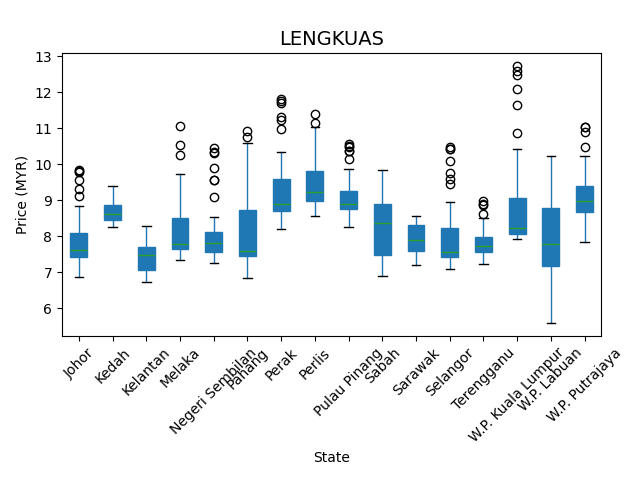 LENGKUAS
Price (MYR)
13
12
11
10
9
8
7
6
Johor
Kedah
Kelantan
Melaka
Negeri Sembilan
Pahang
Perak
Perlis
Pulau Pinang
Sabah
Sarawak
Selangor
Terengganu
W.P. Kuala Lumpur
W.P. Labuan
W.P. Putrajaya
State